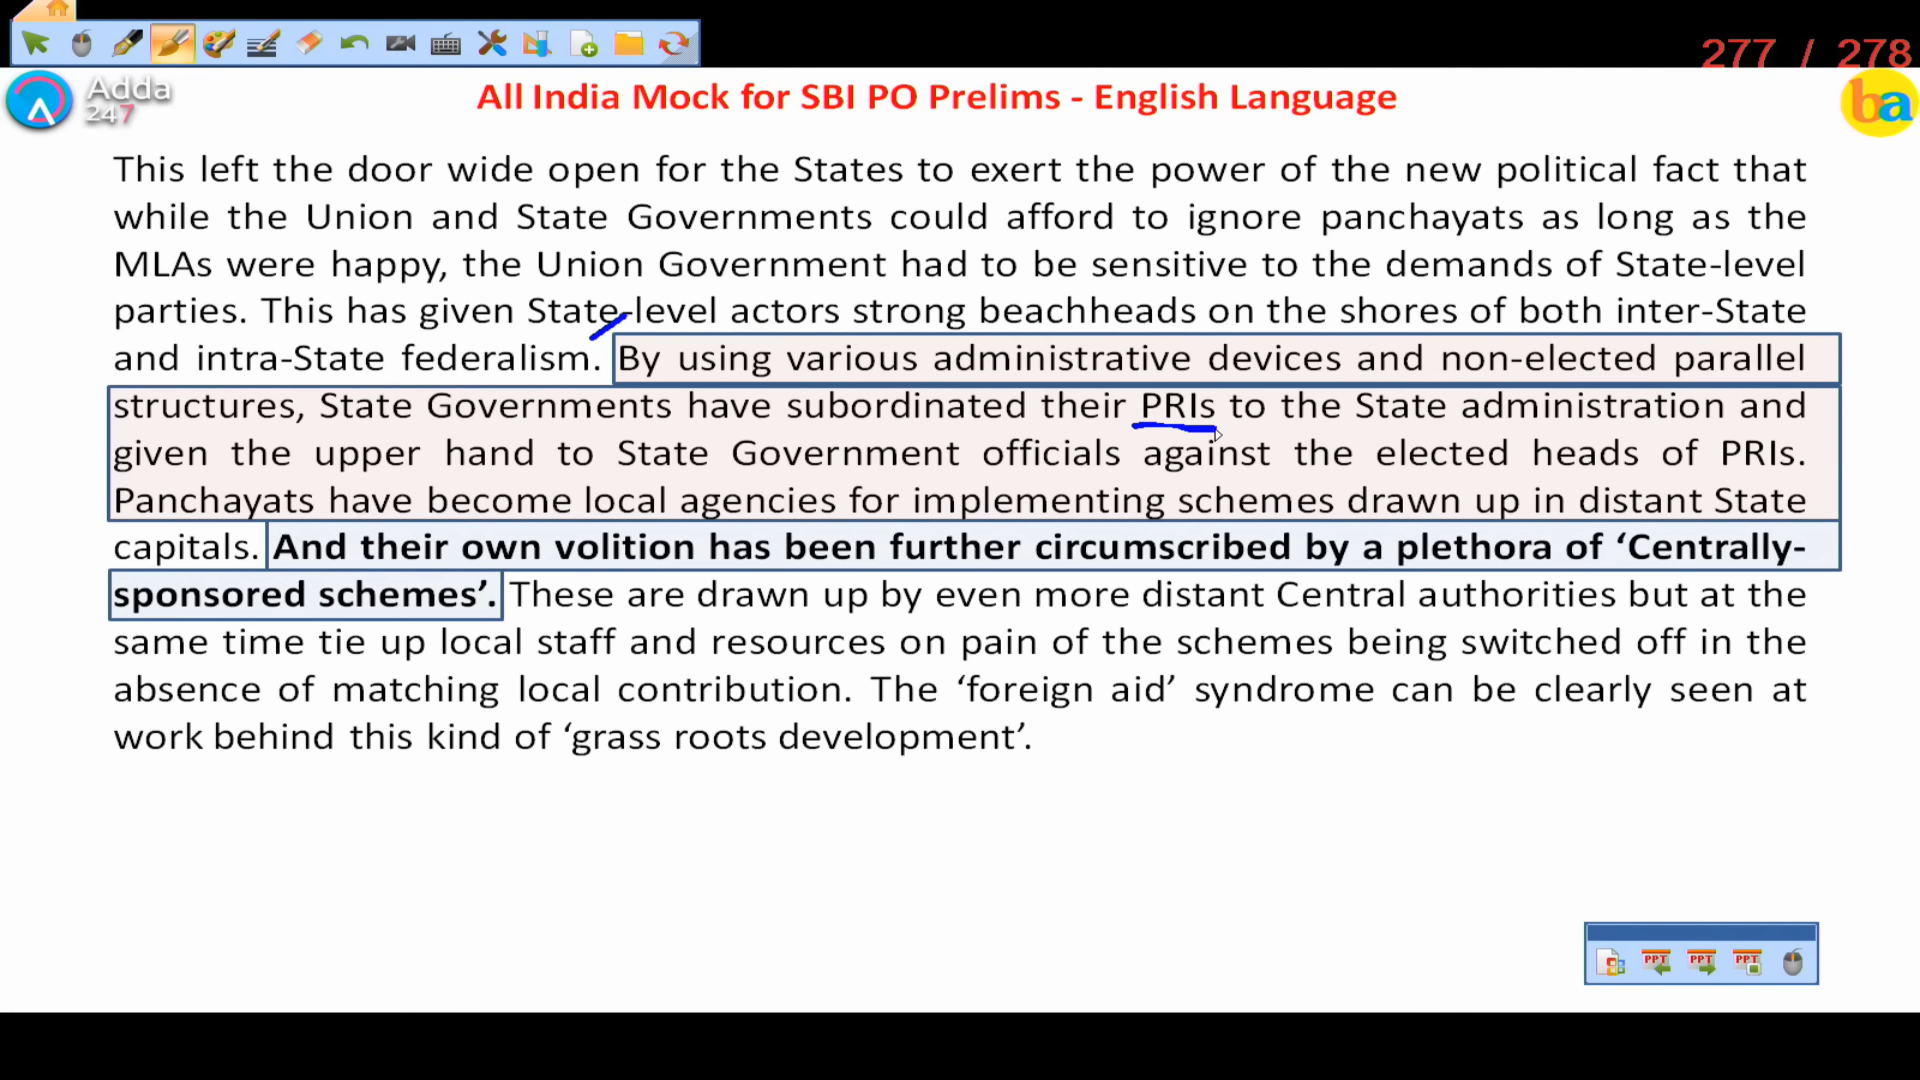 277 / 278
Adda
247
All India Mock for SBI PO Prelims - English Language
ba
This left the door wide open for the States to exert the power of the new political fact that
while the Union and State Governments could afford to ignore panchayats as long as the
MLAs were happy, the Union Government had to be sensitive to the demands of State-level
parties. This has given State-level actors strong beachheads on the shores of both inter-State
and intra-State federalism. By using various administrative devices and non-elected parallel
structures, State Governments have subordinated their PRIs to the State administration and
given the upper hand to State Government officials against the elected heads of PRIs.
Panchayats have become local agencies for implementing schemes drawn up in distant State
capitals. And their own volition has been further circumscribed by a plethora of ‘Centrally-
sponsored schemes’. These are drawn up by even more distant Central authorities but at the
same time tie up local staff and resources on pain of the schemes being switched off in the
absence of matching local contribution. The ‘foreign aid’ syndrome can be clearly seen at
work behind this kind of ‘grass roots development’.
PPT PPT PPT